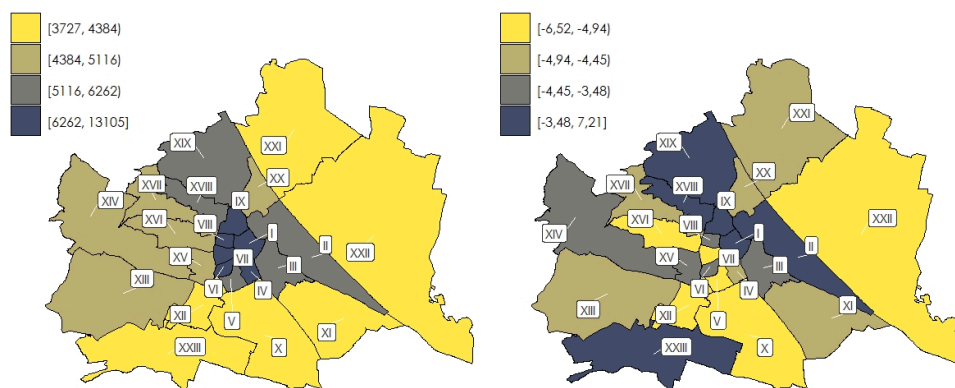 [3727, 4384)
[4384, 5116)
[5116, 6262)
[6262, 13105]
XIX
XXI
XX
XVII
XVIII
IX
XIV
XVI
VIII
I
II
XXII
XV
VII
III
XIII
VI
IV
XII
V
XI
XXIII
X
[-6,52, -4,94)
[-4,94, -4,45)
[-4,45, -3,48)
[-3,48, 7,21]
XXI
XIX
XX
XVII
XVIII
IX
XVI
XXII
VIII
I
XIV
II
XV
VII
III
VI
IV
XIII
XI
XII
V
XXIII
X